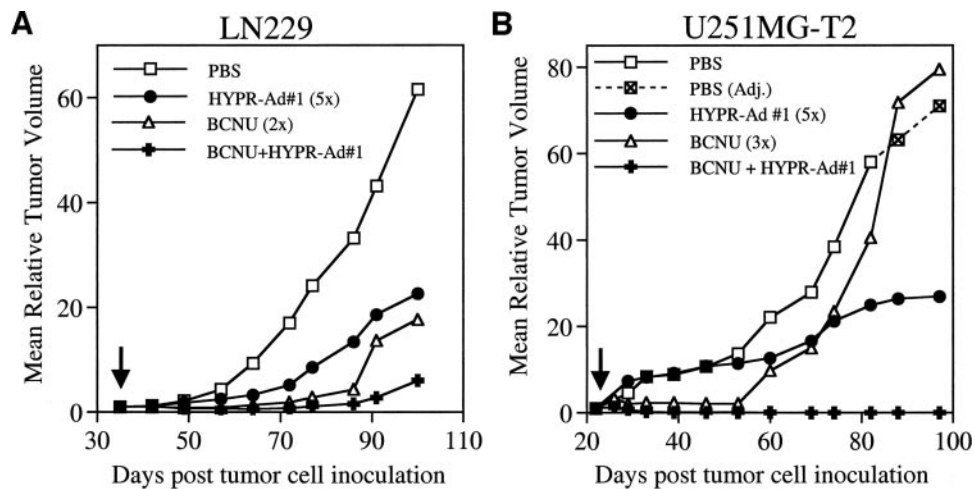 A
LN229
Mean Relative Tumor Volume
60
40
20
0
PBS
HYPR-Ad#1 (5x)
BCNU (2x)
BCNU+HYPR-Ad#1
30 50 70 90 110
Days post tumor cell inoculation
B
U251MG-T2
Mean Relative Tumor Volume
80
60
40
20
0
PBS
PBS (Adj.)
HYPR-Ad #1 (5x)
BCNU (3x)
BCNU + HYPR-Ad#1
20 40 60 80 100
Days post tumor cell inoculation